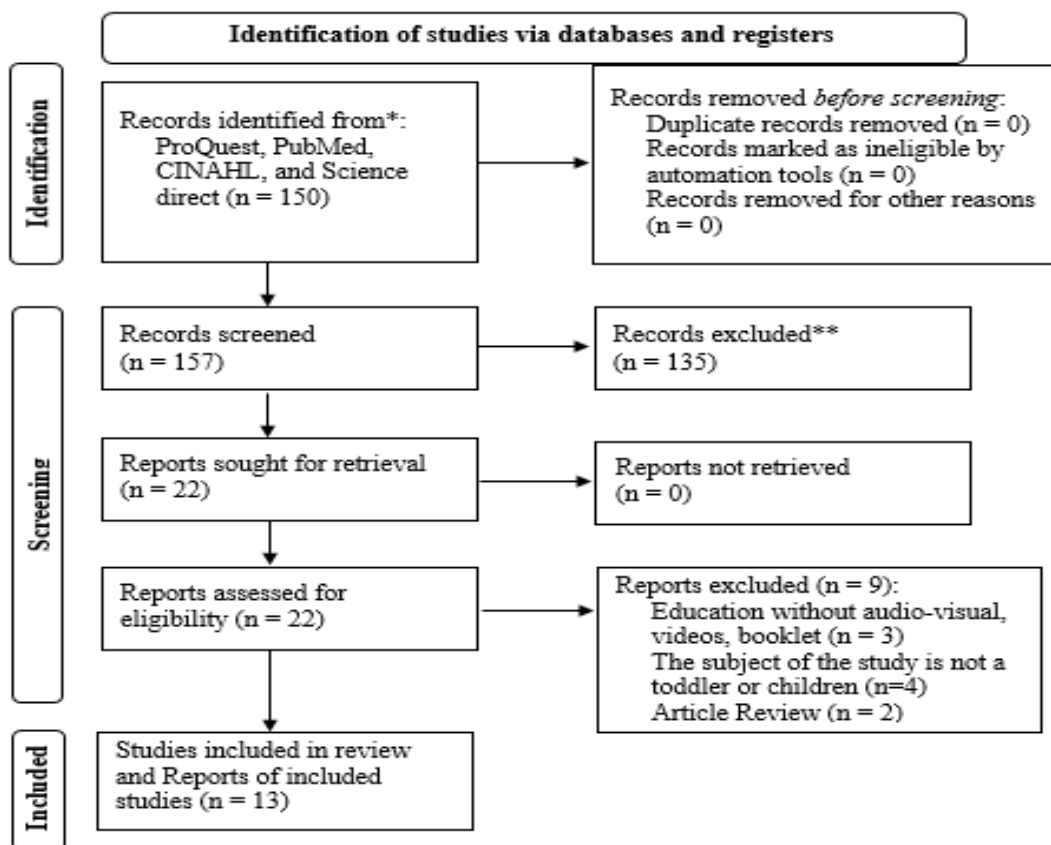 Identification of studies via databases and registers
Identification
Records identified from*:
ProQuest, PubMed,
CINAHL, and Science
direct (n = 150)
Records removed before screening:
Duplicate records removed (n = 0)
Records marked as ineligible by
automation tools (n = 0)
Records removed for other reasons
(n = 0)
Screening
Records screened
(n = 157)
Records excluded**
(n = 135)
Reports sought for retrieval
(n = 22)
Reports not retrieved
(n = 0)
Reports assessed for
eligibility (n = 22)
Reports excluded (n = 9):
Education without audio-visual,
videos, booklet (n = 3)
The subject of the study is not a
toddler or children (n=4)
Article Review (n = 2)
Included
Studies included in review
and Reports of included
studies (n = 13)